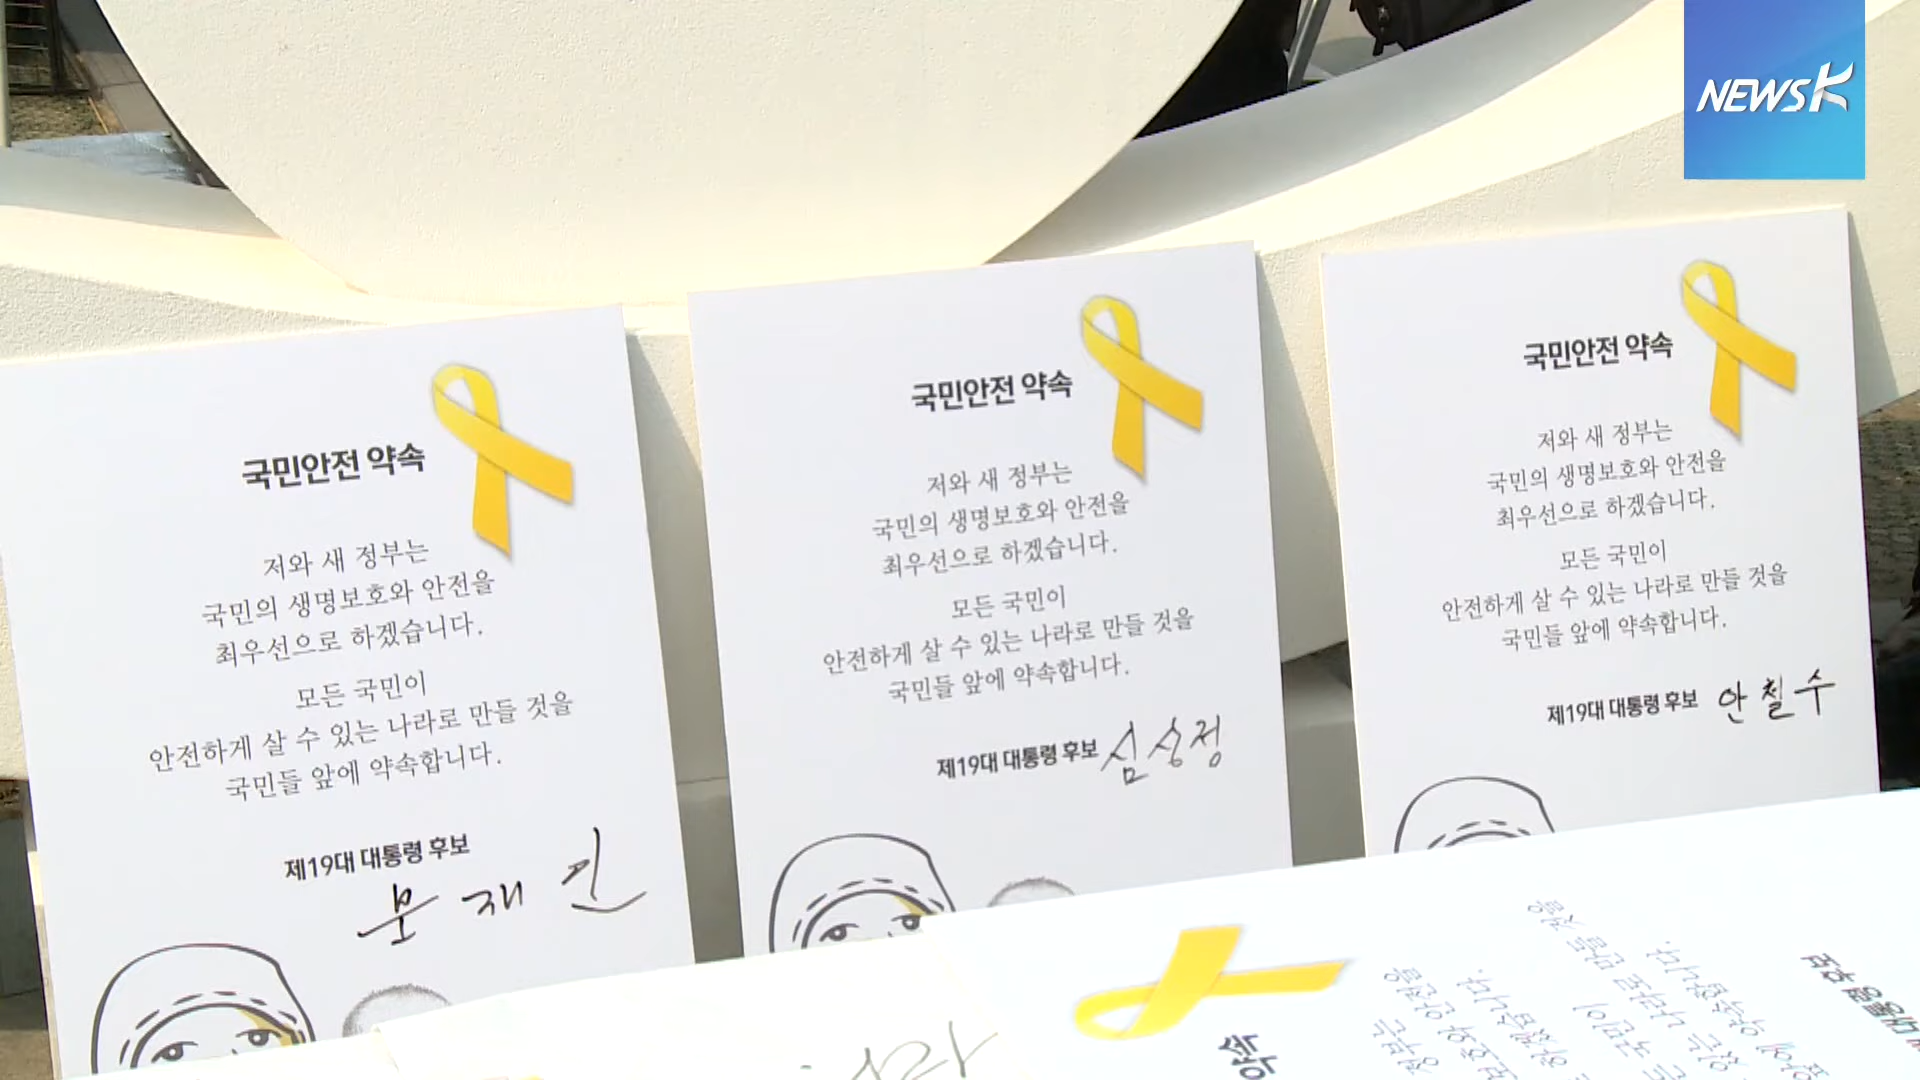 NEWSK
국민안전 약속
저와 새 정부는
국민의 생명보호와 안전을
최우선으로 하겠습니다.
모든 국민이
안전하게 살 수 있는 나라로 만들 것을
국민들 앞에 약속합니다.
제19대 대통령 후보
문재인
국민안전 약속
저와 새 정부는
국민의 생명보호와 안전을
최우선으로 하겠습니다.
모든 국민이
안전하게 살 수 있는 나라로 만들 것을
국민들 앞에 약속합니다.
제19대 대통령 후보 심상정
국민안전 약속
저와 새 정부는
국민의 생명보호와 안전을
최우선으로 하겠습니다.
모든 국민이
안전하게 살 수 있는 나라로 만들 것을
국민들 앞에 약속합니다.
제19대 대통령 후보 안철수